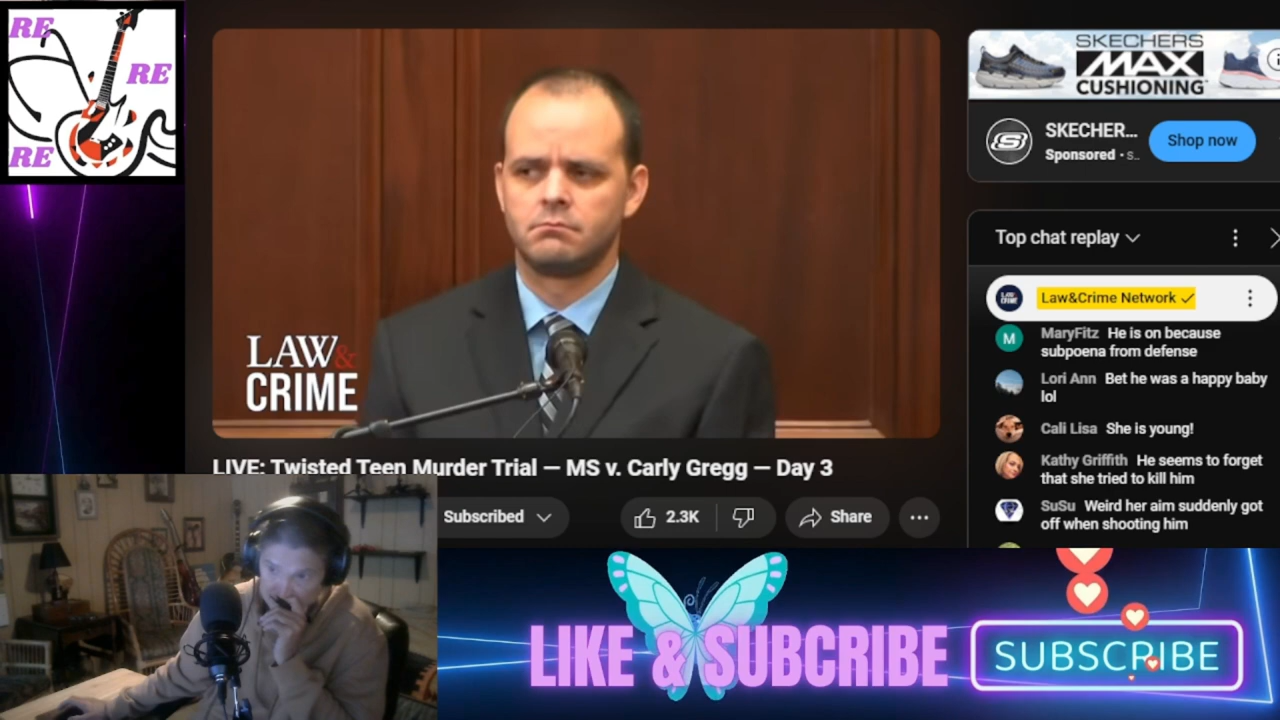 RE
RE
RE
LAW&
CRIME
LIVE: Twisted Teen Murder Trial — MS v. Carly Gregg — Day 3
Subscribed
2.3K
Share
SKECHERS
MAX
CUSHIONING
SKECHER...
Sponsored • s..
Shop now
Top chat replay
Law&Crime Network
MaryFitz He is on because
subpoena from defense
Lori Ann Bet he was a happy baby
lol
Cali Lisa She is young!
Kathy Griffith He seems to forget
that she tried to kill him
SuSu Weird her aim suddenly got
off when shooting him
LIKE & SUBCRIBE
SUBSCRIBE